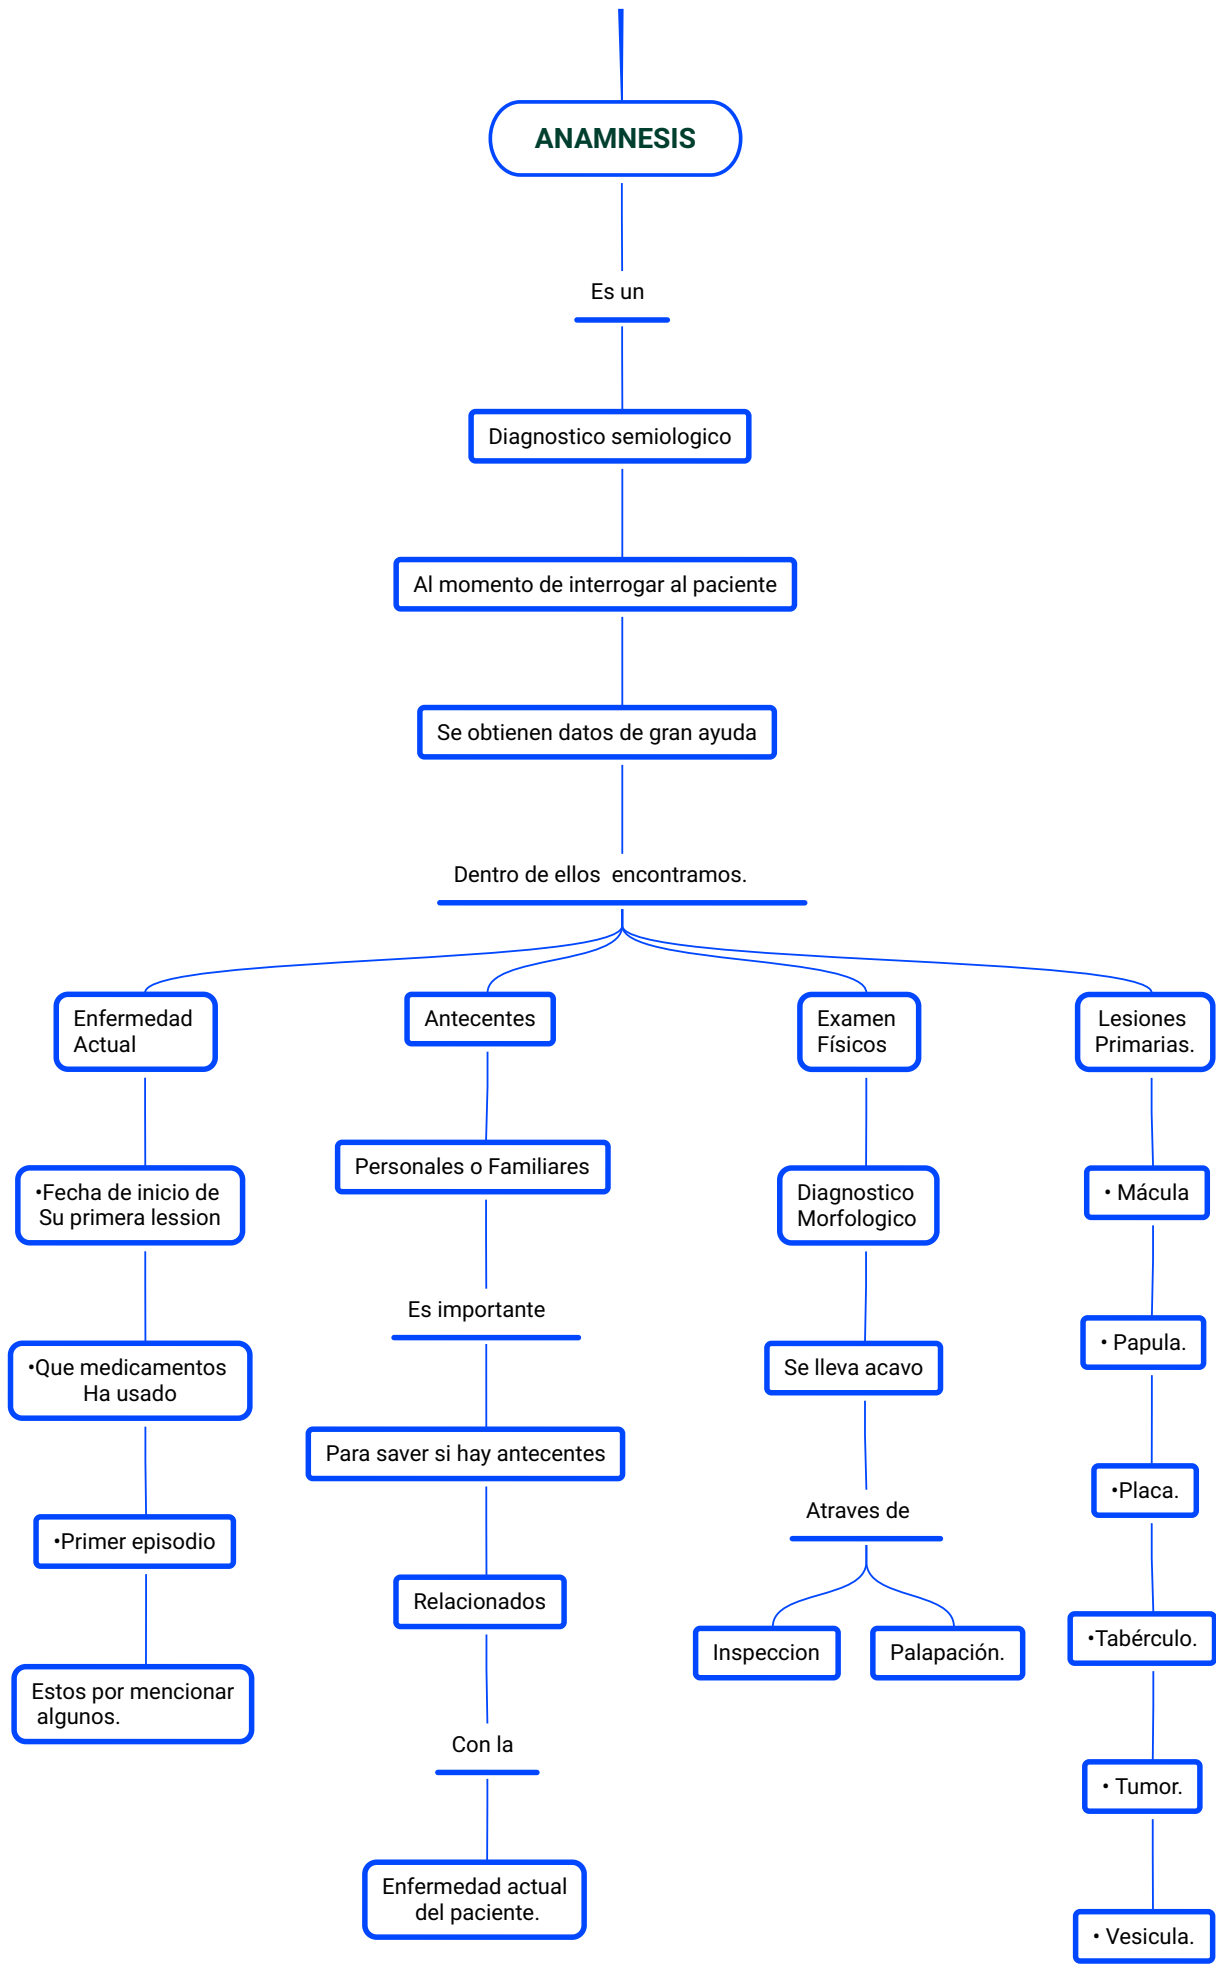 ANAMNESIS
Es un
Diagnostico semiologico
Al momento de interrogar al paciente
Se obtienen datos de gran ayuda
Dentro de ellos  encontramos.
Enfermedad
Actual
•Fecha de inicio de
Su primera lession
•Que medicamentos
Ha usado
•Primer episodio
Estos por mencionar
algunos.
Antecentes
Personales o Familiares
Es importante
Para saver si hay antecentes
Relacionados
Con la
Enfermedad actual
del paciente.
Examen
Físicos
Diagnostico
Morfologico
Se lleva acavo
Atraves de
Inspeccion
Palapación.
Lesiones
Primarias.
• Mácula
• Papula.
•Placa.
•Tabérculo.
• Tumor.
• Vesicula.